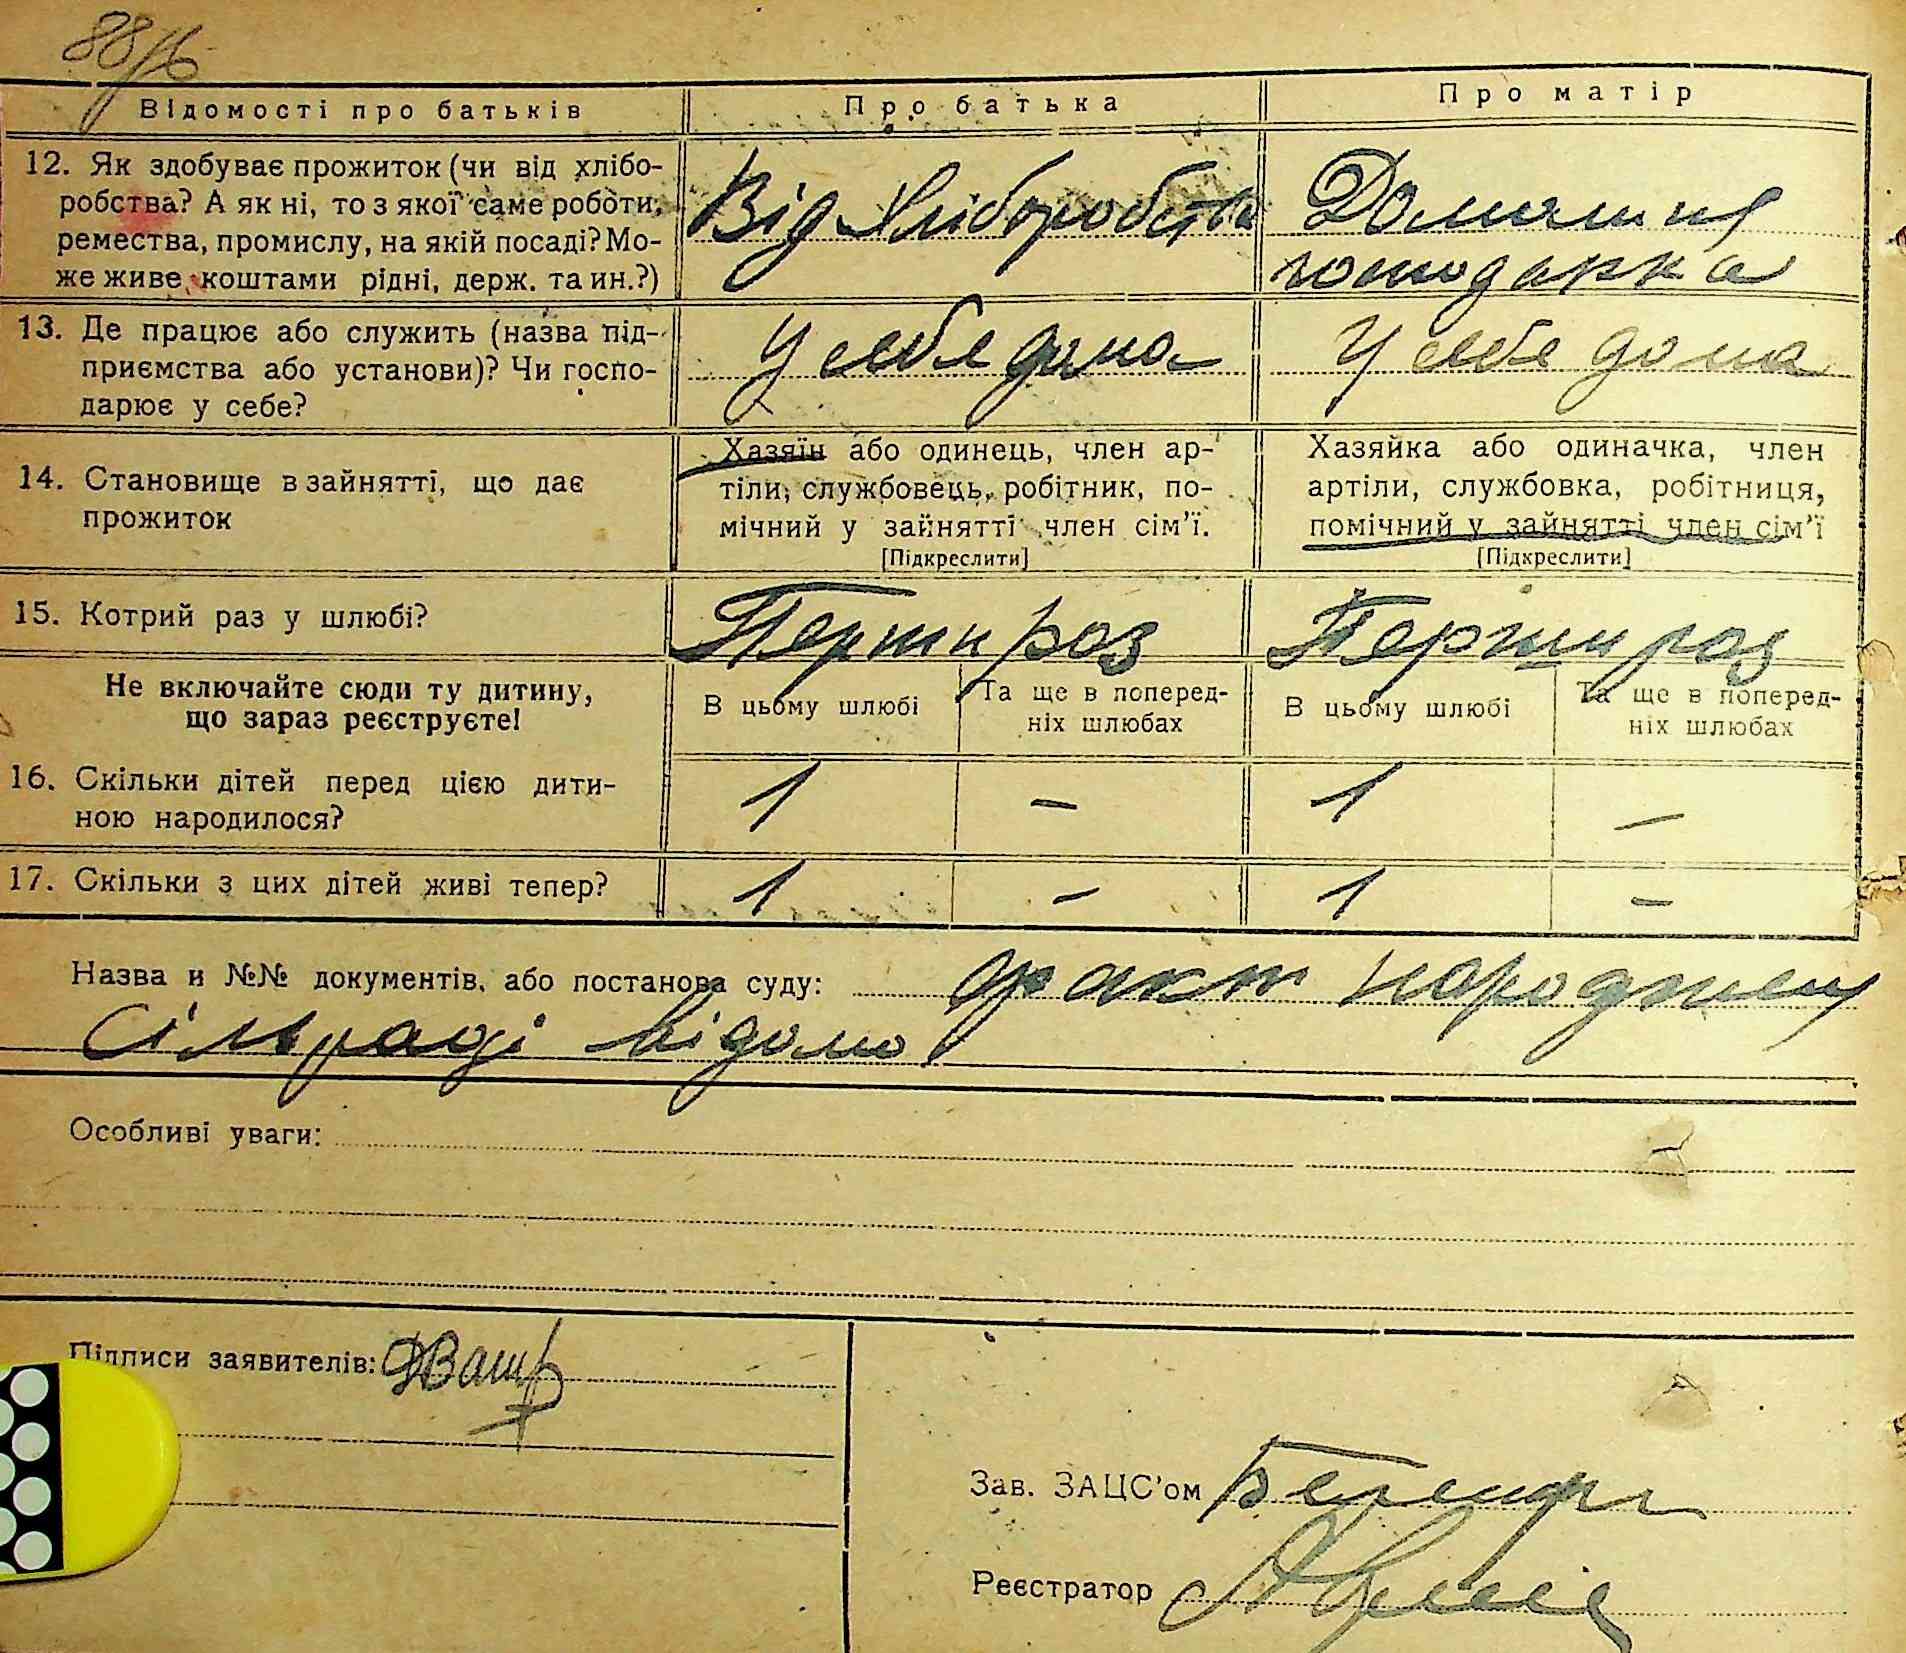 88/16
Відомості про батьків
Про батька
Про матір
12. Як здобуває прожиток (чи від хлібо-
робства? А як ні, то з якої саме роботи,
ремества, промислу, на якій посаді? Мо-
же живе коштами рідні, держ. та ин.?)
Від Хліборобства
Домашня
господарка
13. Де працює або служить (назва під-
приємства або установи)? Чи госпо-
дарює у себе?
У себе дома
У себе дома
14. Становище в зайнятті, що дає
прожиток
Хазяїн або одинець, член ар-
тіли, службовець, робітник, по-
мічний у зайнятті член сім'ї.
[Підкреслити]
Хазяйка або одиначка, член
артіли, службовка, робітниця,
помічний у зайнятті член сім'ї
[Підкреслити]
15. Котрий раз у шлюбі?
Перши раз
Перши раз
Не включайте сюди ту дитину,
що зараз реєструєте!
В цьому шлюбі
Та ще в поперед-
ніх шлюбах
В цьому шлюбі
Та ще в поперед-
ніх шлюбах
16. Скільки дітей перед цією дити-
ною народилося?
1
–
1
–
17. Скільки з цих дітей живі тепер?
1
–
1
–
Назва и №№ документів, або постанова суду: факт народженя
Сільраді відомо
Особливі уваги:
Підписи заявителів:
Зав. ЗАЦС'ом
Реєстратор